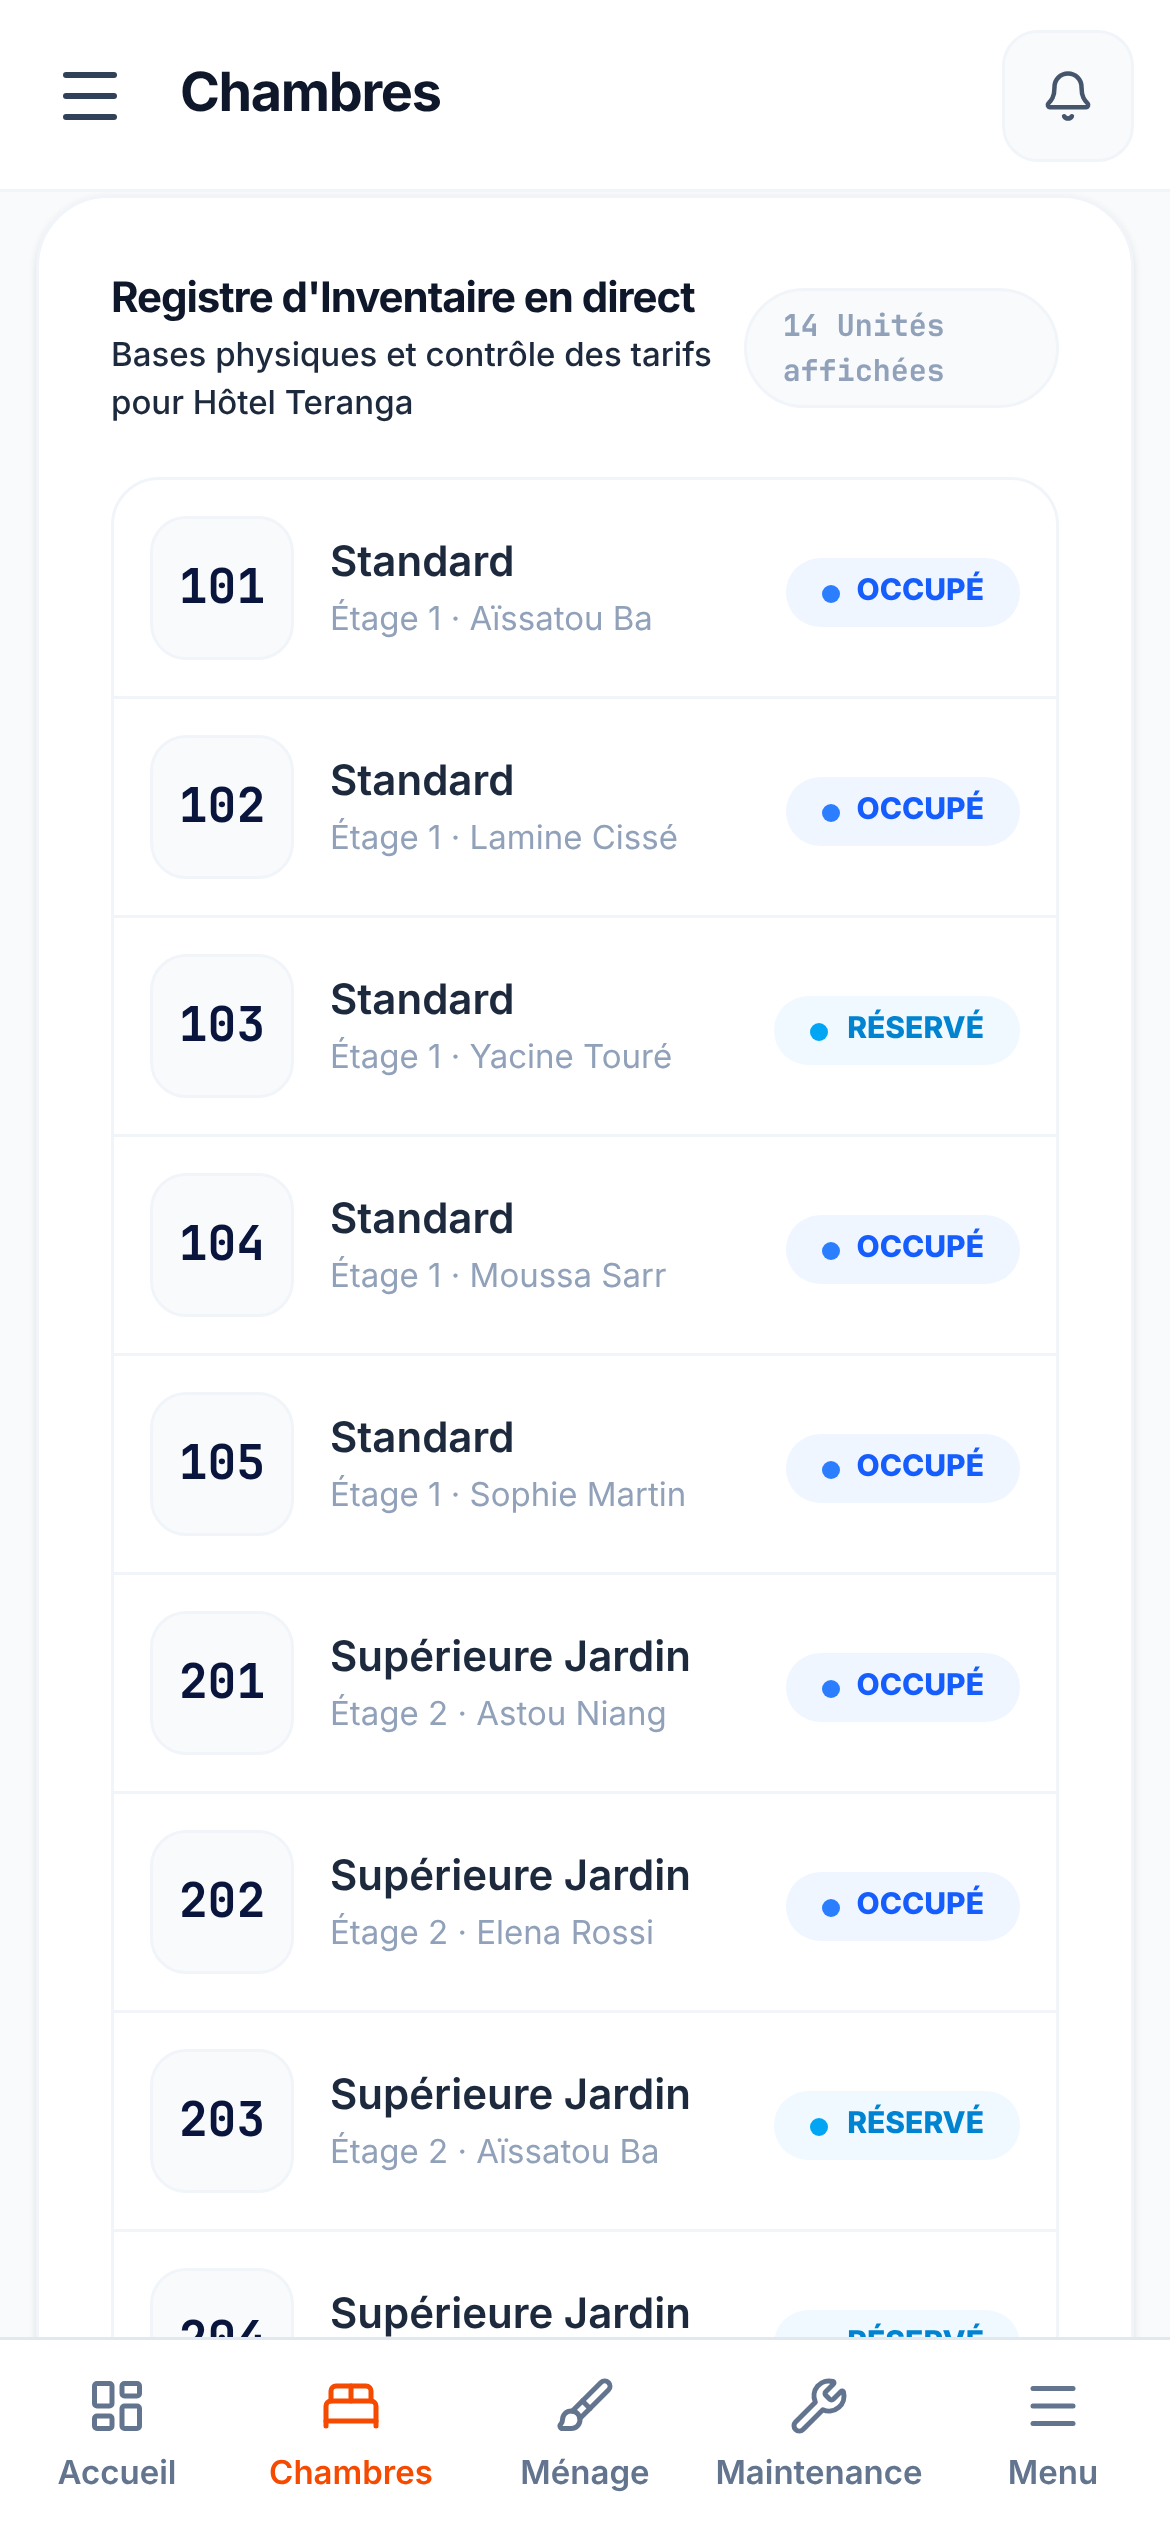 Chambres
Registre d'Inventaire en direct
Bases physiques et contrôle des tarifs
pour Hôtel Teranga
14 Unités
affichées
101
Standard
Étage 1 · Aïssatou Ba
OCCUPÉ
102
Standard
Étage 1 · Lamine Cissé
OCCUPÉ
103
Standard
Étage 1 · Yacine Touré
RÉSERVÉ
104
Standard
Étage 1 · Moussa Sarr
OCCUPÉ
105
Standard
Étage 1 · Sophie Martin
OCCUPÉ
201
Supérieure Jardin
Étage 2 · Astou Niang
OCCUPÉ
202
Supérieure Jardin
Étage 2 · Elena Rossi
OCCUPÉ
203
Supérieure Jardin
Étage 2 · Aïssatou Ba
RÉSERVÉ
204
Supérieure Jardin
RÉSERVÉ
Accueil
Chambres
Ménage
Maintenance
Menu